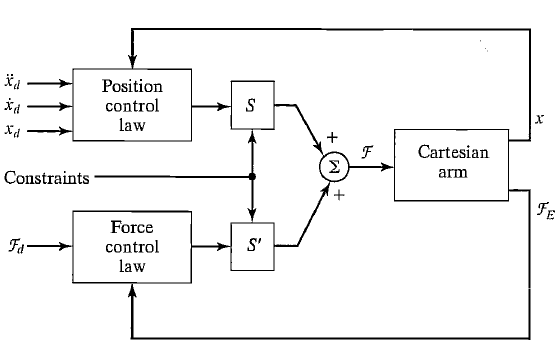 ẍd
ẋd
xd
Position
control
law
S
+
Σ
+
ℱ
Cartesian
arm
x
ℱE
Constraints
ℱd
Force
control
law
S′